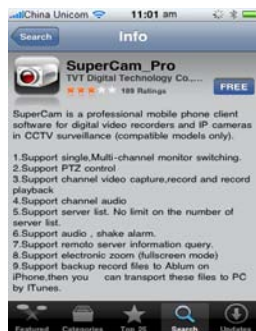 China Unicom 11:01 am
Search Info
SuperCam_Pro
TVT Digital Technology Co.,...
189 Ratings FREE
SuperCam is a professional mobile phone client
software for digital video recorders and IP cameras
in CCTV surveillance (compatible models only).
1.Support single,Multi-channel monitor switching.
2.Support PTZ control
3.Support channel video capture,record and record
playback
4.Support channel audio
5.Support server list. No limit on the number of
server list.
6.Support audio , shake alarm.
7.Support remoto server information query.
8.Support electronic zoom (fullscreen mode)
9.Support backup record files to Ablum on
iPhone,then you can transport these files to PC
by ITunes.
Featured Categories Top 25 Search Updates